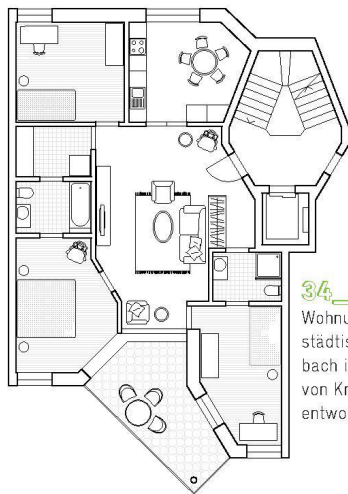 34_
Wohnu
städtis
bach i
von Kr
entwo